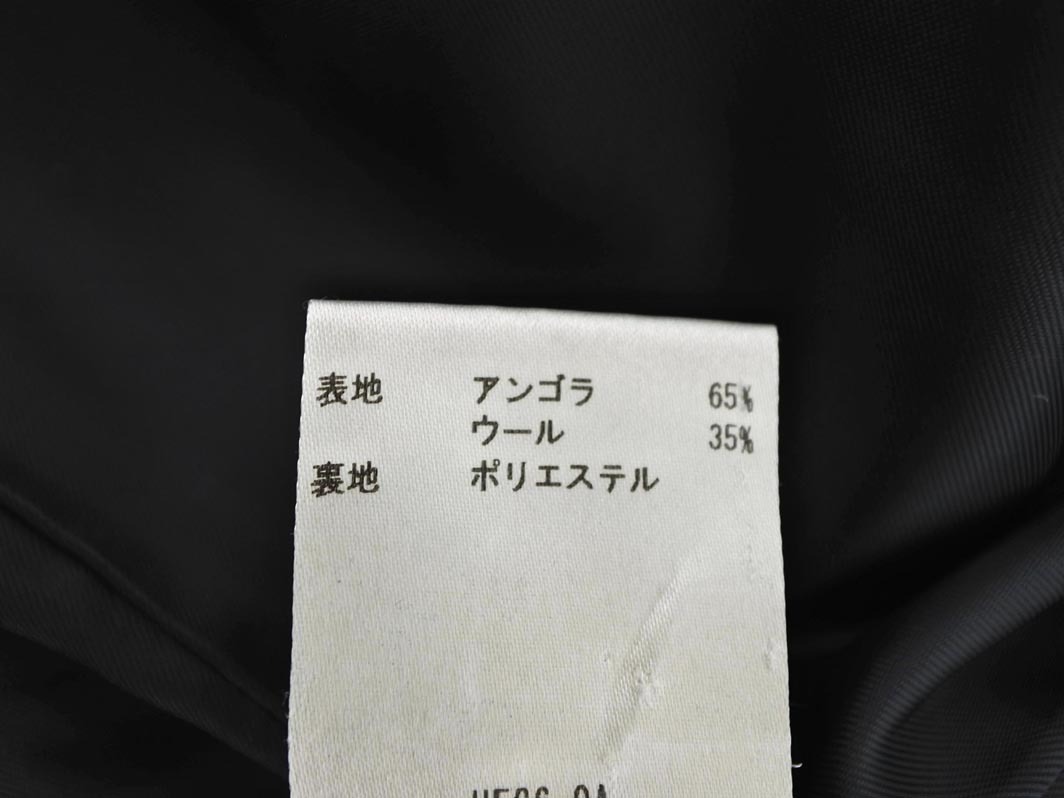 表地 アンゴラ 65%
ウール 35%
裏地 ポリエステル